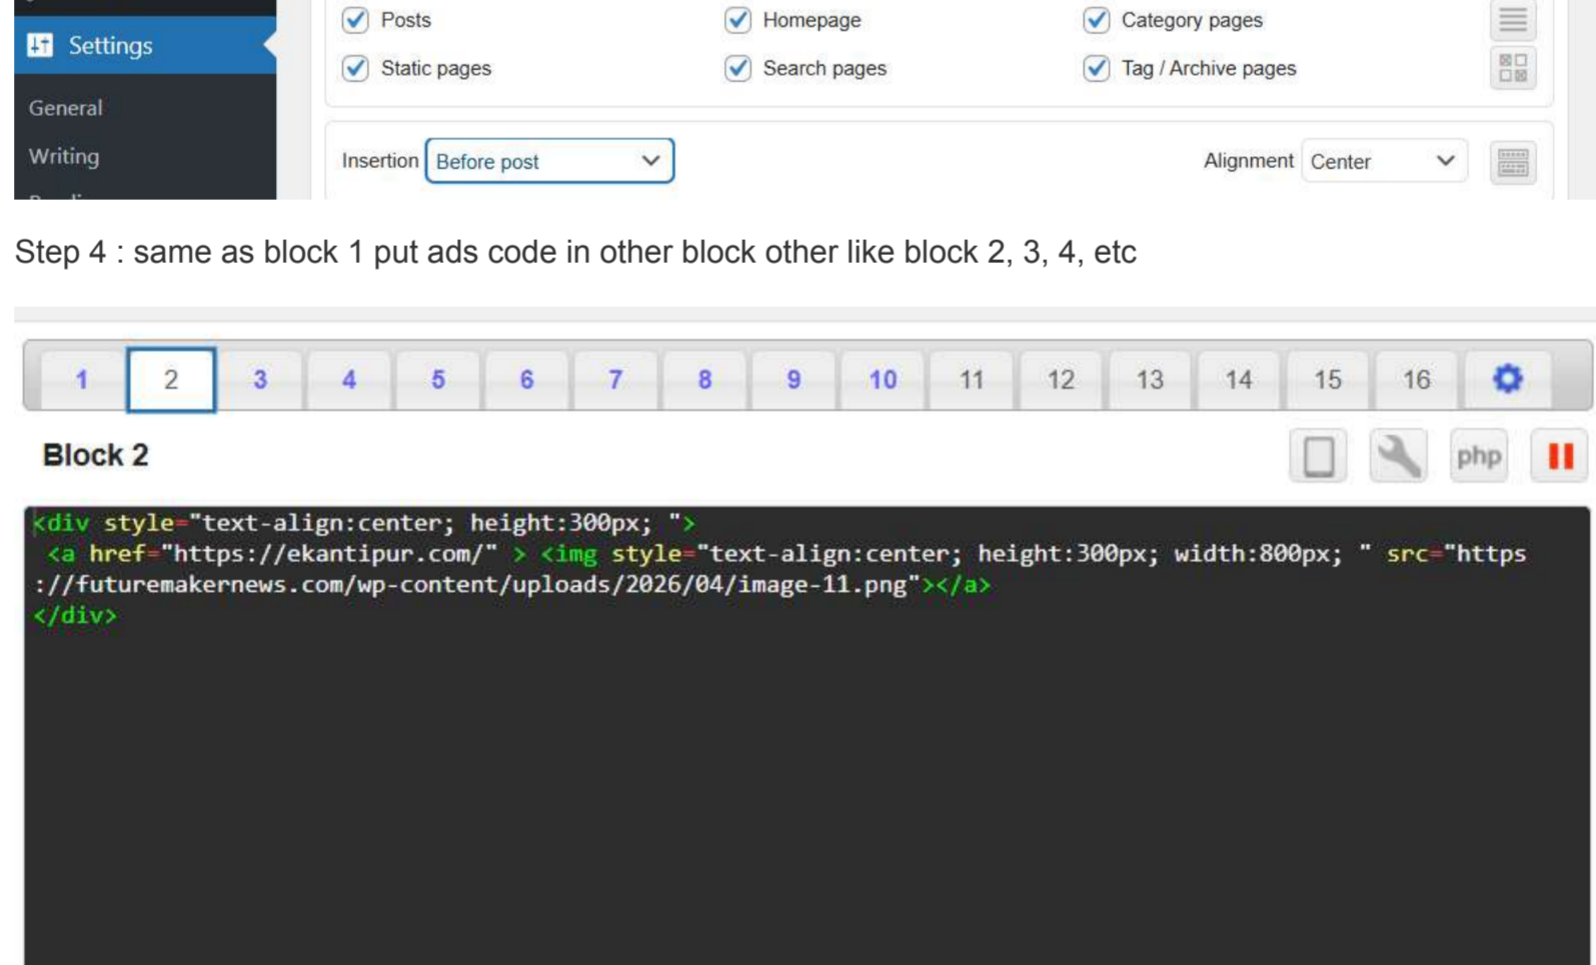 Posts Homepage Category pages
Settings
Static pages Search pages Tag / Archive pages
General
Writing
Insertion Before post Alignment Center
Step 4 : same as block 1 put ads code in other block other like block 2, 3, 4, etc
1 2 3 4 5 6 7 8 9 10 11 12 13 14 15 16
Block 2
php
<div style="text-align:center; height:300px; ">
<a href="https://ekantipur.com/" > <img style="text-align:center; height:300px; width:800px; " src="https
://futuremakernews.com/wp-content/uploads/2026/04/image-11.png"></a>
</div>